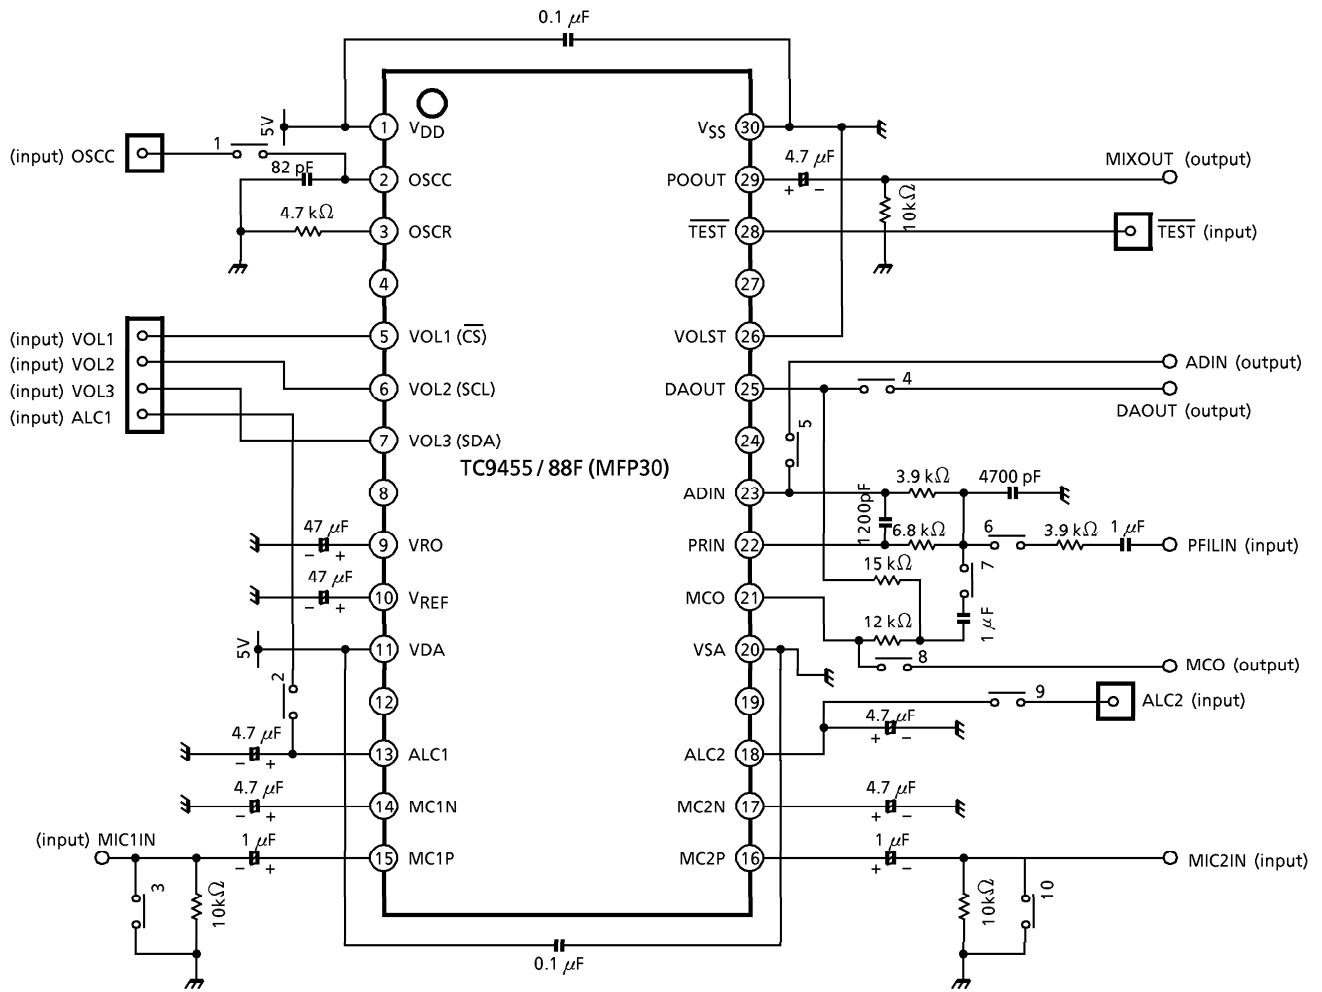 0.1 μF
5V
1 VDD
VSS 30
(input) OSCC
1
82 pF
2 OSCC
POOUT 29
4.7 μF
+ −
MIXOUT (output)
10kΩ
4.7 kΩ
3 OSCR
TEST 28
TEST (input)
4
27
(input) VOL1
5 VOL1 (CS)
VOLST 26
(input) VOL2
ADIN (output)
(input) VOL3
6 VOL2 (SCL)
DAOUT 25
4
DAOUT (output)
(input) ALC1
7 VOL3 (SDA)
24
5
TC9455 / 88F (MFP30)
8
ADIN 23
3.9 kΩ
4700 pF
1200pF
47 μF
− +
9 VRO
PRIN 22
6.8 kΩ
6
3.9 kΩ
1 μF
PFILIN (input)
15 kΩ
7
47 μF
− +
10 VREF
MCO 21
12 kΩ
1 μF
5V
11 VDA
VSA 20
8
MCO (output)
2
12
19
9
ALC2 (input)
4.7 μF
− +
13 ALC1
ALC2 18
4.7 μF
+ −
4.7 μF
− +
14 MC1N
MC2N 17
4.7 μF
+ −
(input) MIC1IN
1 μF
− +
15 MC1P
MC2P 16
1 μF
+ −
MIC2IN (input)
3
10kΩ
10kΩ
10
0.1 μF